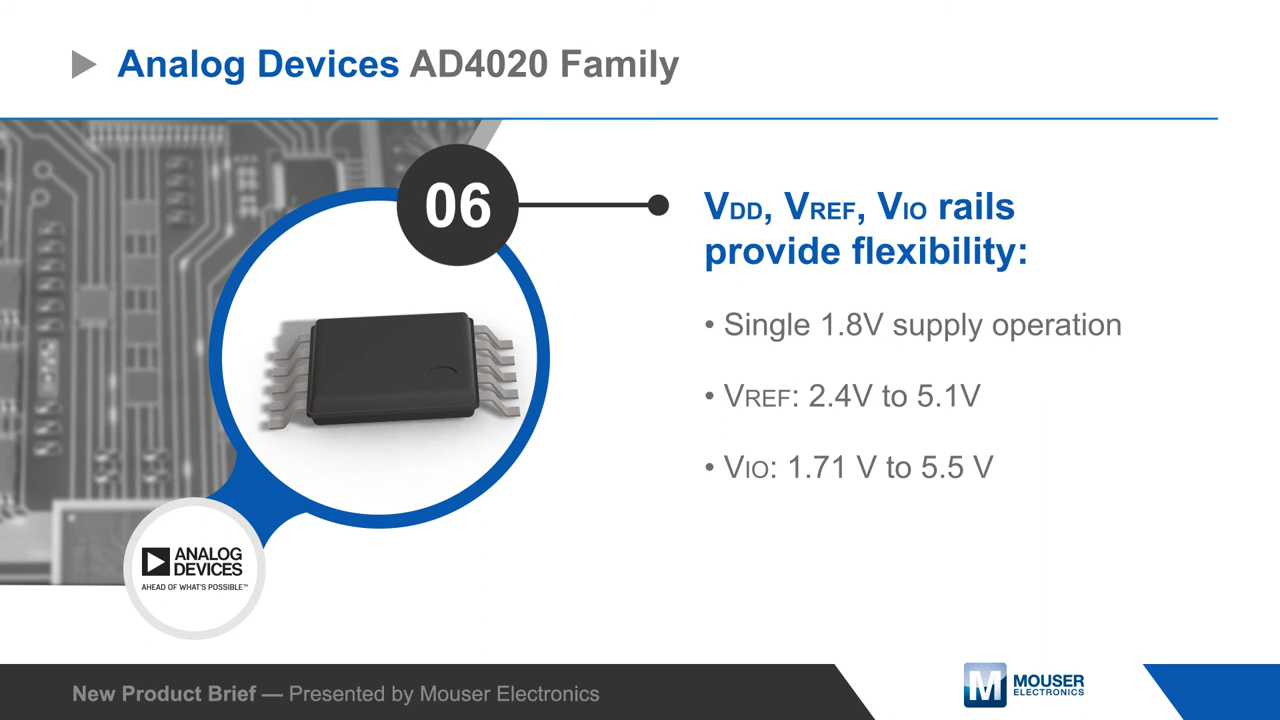 Analog Devices AD4020 Family
06
VDD, VREF, VIO rails
provide flexibility:
• Single 1.8V supply operation
• VREF: 2.4V to 5.1V
• VIO: 1.71 V to 5.5 V
ANALOG
DEVICES
AHEAD OF WHAT'S POSSIBLE™
New Product Brief — Presented by Mouser Electronics
M MOUSER
ELECTRONICS